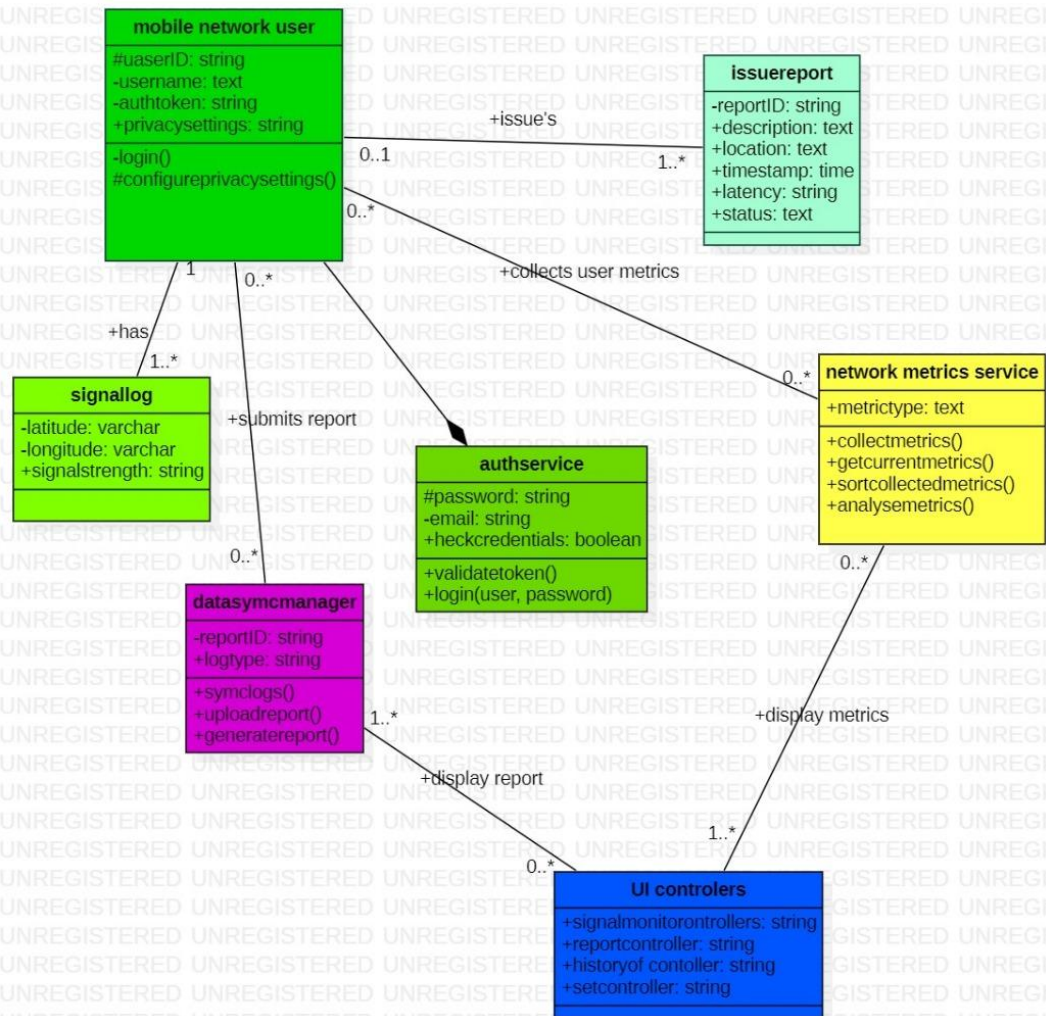 mobile network user
#uaserID: string
-username: text
-authtoken: string
+privacysettings: string
-login()
#configureprivacysettings()
issuereport
-reportID: string
+description: text
+location: text
+timestamp: time
+latency: string
+status: text
+issue's
0..1
1..*
0..*
+collects user metrics
0..*
1
0..*
+has
1..*
signallog
-latitude: varchar
-longitude: varchar
+signalstrength: string
+submits report
0..*
network metrics service
+metrictype: text
+collectmetrics()
+getcurrentmetrics()
+sortcollectedmetrics()
+analysemetrics()
authservice
#password: string
-email: string
+heckcredentials: boolean
+validatetoken()
+login(user, password)
datasymcmanager
-reportID: string
+logtype: string
+symclogs()
+uploadreport()
+generatereport()
0..*
+display metrics
1..*
1..*
+display report
0..*
UI controlers
+signalmonitorontrollers: string
+reportcontroller: string
+historyof contoller: string
+setcontroller: string
UNREGISTERED